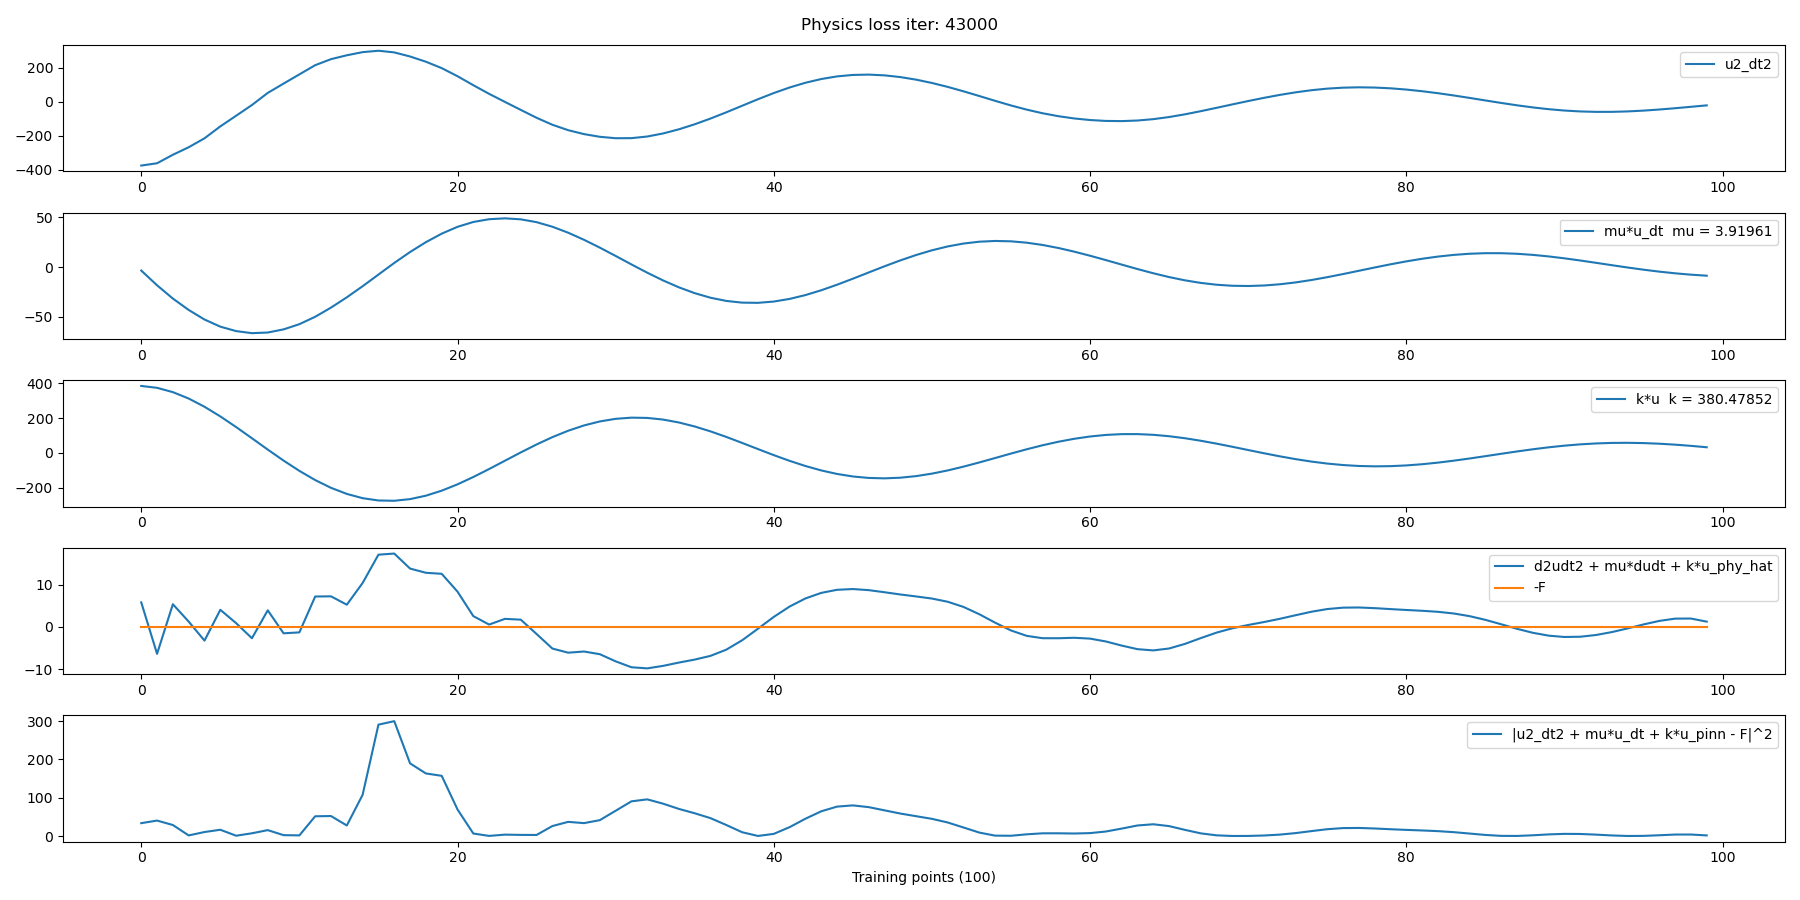 Physics loss iter: 43000
u2_dt2
200
0
−200
−400
0 20 40 60 80 100
mu*u_dt  mu = 3.91961
50
0
−50
0 20 40 60 80 100
k*u  k = 380.47852
400
200
0
−200
0 20 40 60 80 100
d2udt2 + mu*dudt + k*u_phy_hat
-F
10
0
−10
0 20 40 60 80 100
|u2_dt2 + mu*u_dt + k*u_pinn - F|^2
300
200
100
0
0 20 40 60 80 100
Training points (100)